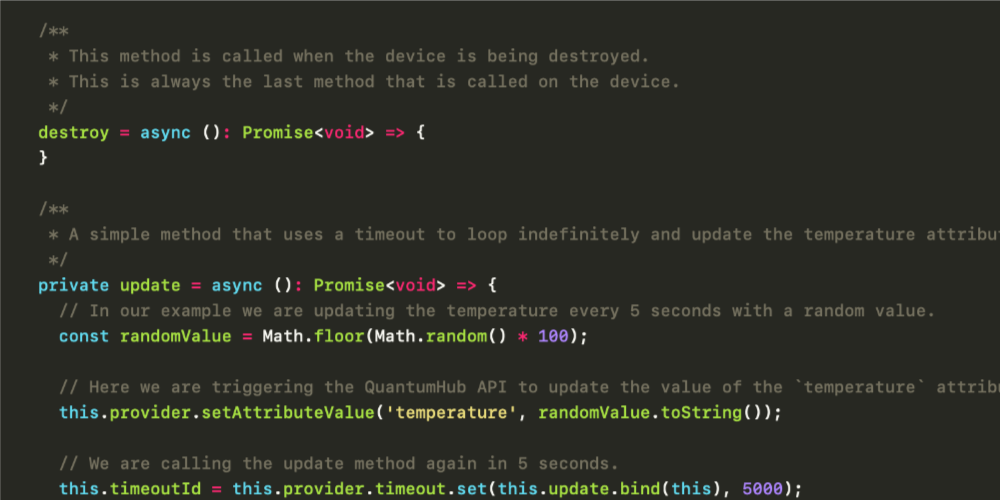 /**
 * This method is called when the device is being destroyed.
 * This is always the last method that is called on the device.
 */
destroy = async (): Promise<void> => {
}

/**
 * A simple method that uses a timeout to loop indefinitely and update the temperature
 */
private update = async (): Promise<void> => {
  // In our example we are updating the temperature every 5 seconds with a random value.
  const randomValue = Math.floor(Math.random() * 100);

  // Here we are triggering the QuantumHub API to update the value of the `temperature`
  this.provider.setAttributeValue('temperature', randomValue.toString());

  // We are calling the update method again in 5 seconds.
  this.timeoutId = this.provider.timeout.set(this.update.bind(this), 5000);